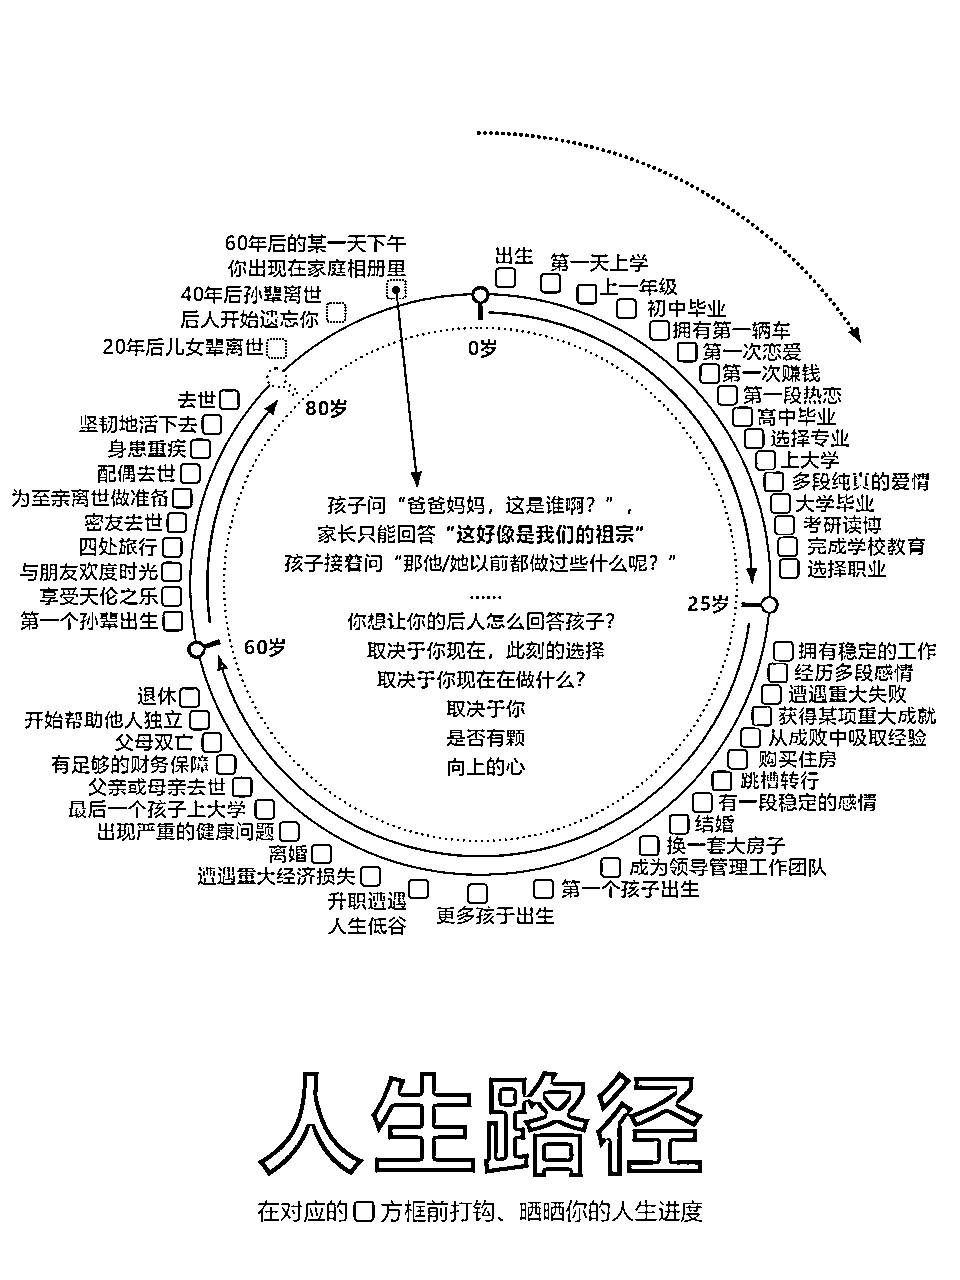 出生
第一天上学
上一年级
初中毕业
拥有第一辆车
第一次恋爱
第一次赚钱
第一段热恋
高中毕业
选择专业
上大学
多段纯真的爱情
大学毕业
考研读博
完成学校教育
选择职业
拥有稳定的工作
经历多段感情
遭遇重大失败
获得某项重大成就
从成败中吸取经验
购买住房
跳槽转行
有一段稳定的感情
结婚
换一套大房子
成为领导管理工作团队
第一个孩子出生
更多孩于出生
升职遭遇
人生低谷
遭遇重大经济损失
离婚
出现严重的健康问题
最后一个孩子上大学
父亲或母亲去世
有足够的财务保障
父母双亡
开始帮助他人独立
退休
第一个孙辈出生
享受天伦之乐
与朋友欢度时光
四处旅行
密友去世
为至亲离世做准备
配偶去世
身患重疾
坚韧地活下去
去世
20年后儿女辈离世
40年后孙辈离世
后人开始遗忘你
60年后的某一天下午
你出现在家庭相册里
0岁
25岁
60岁
80岁
孩子问“爸爸妈妈，这是谁啊？”，
家长只能回答“这好像是我们的祖宗“
孩子接着问“那他/她以前都做过些什么呢？”
......
你想让你的后人怎么回答孩子？
取决于你现在，此刻的选择
取决于你现在在做什么？
取决于你
是否有颗
向上的心
人生路径
在对应的 方框前打钩、晒晒你的人生进度